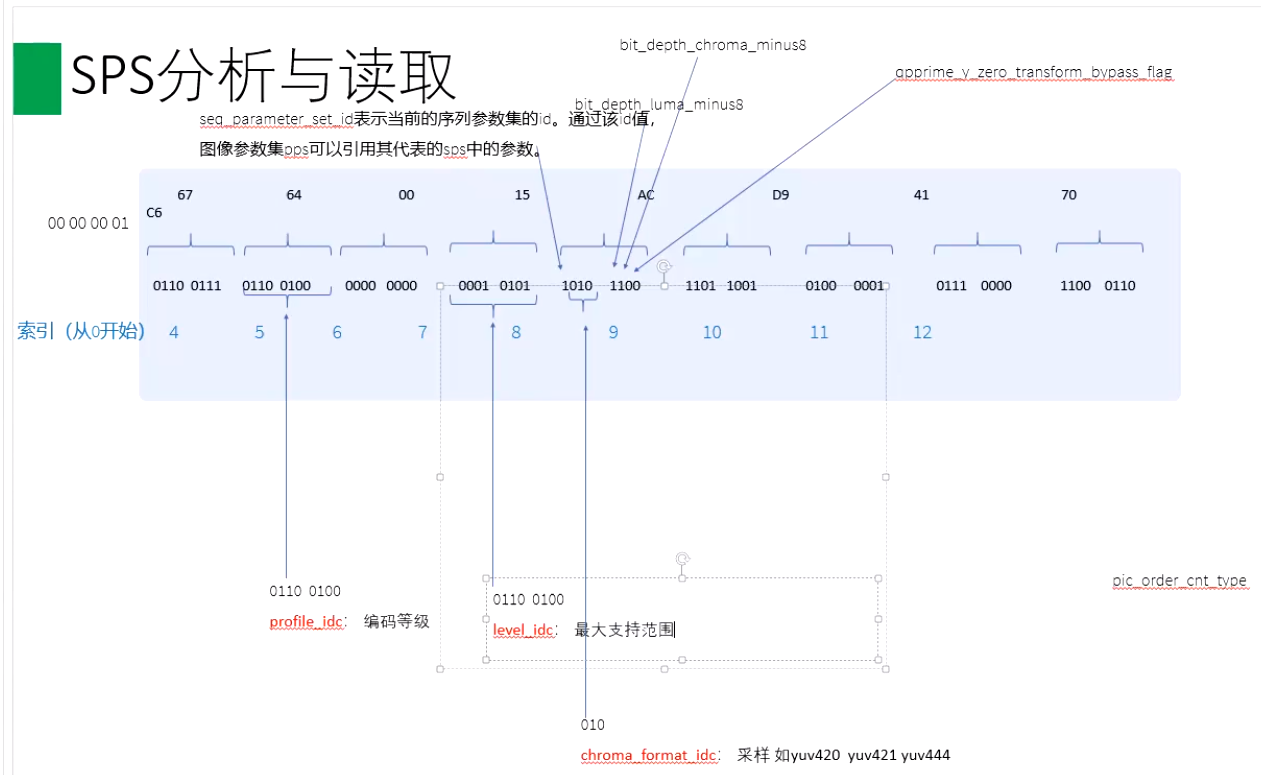 bit_depth_chroma_minus8
SPS分析与读取
qpprime_y_zero_transform_bypass_flag
bit_depth_luma_minus8
seq_parameter_set_id表示当前的序列参数集的id。通过该id值，
图像参数集pps可以引用其代表的sps中的参数。
67 64 00 15 AC D9 41 70
C6
00 00 00 01
0110 0111 0110 0100 0000 0000 0001 0101 1010 1100 1101 1001 0100 0001 0111 0000 1100 0110
索引（从0开始） 4 5 6 7 8 9 10 11 12
0110 0100
profile_idc： 编码等级
0110 0100
level_idc： 最大支持范围
pic_order_cnt_type
010
chroma_format_idc： 采样 如yuv420 yuv421 yuv444